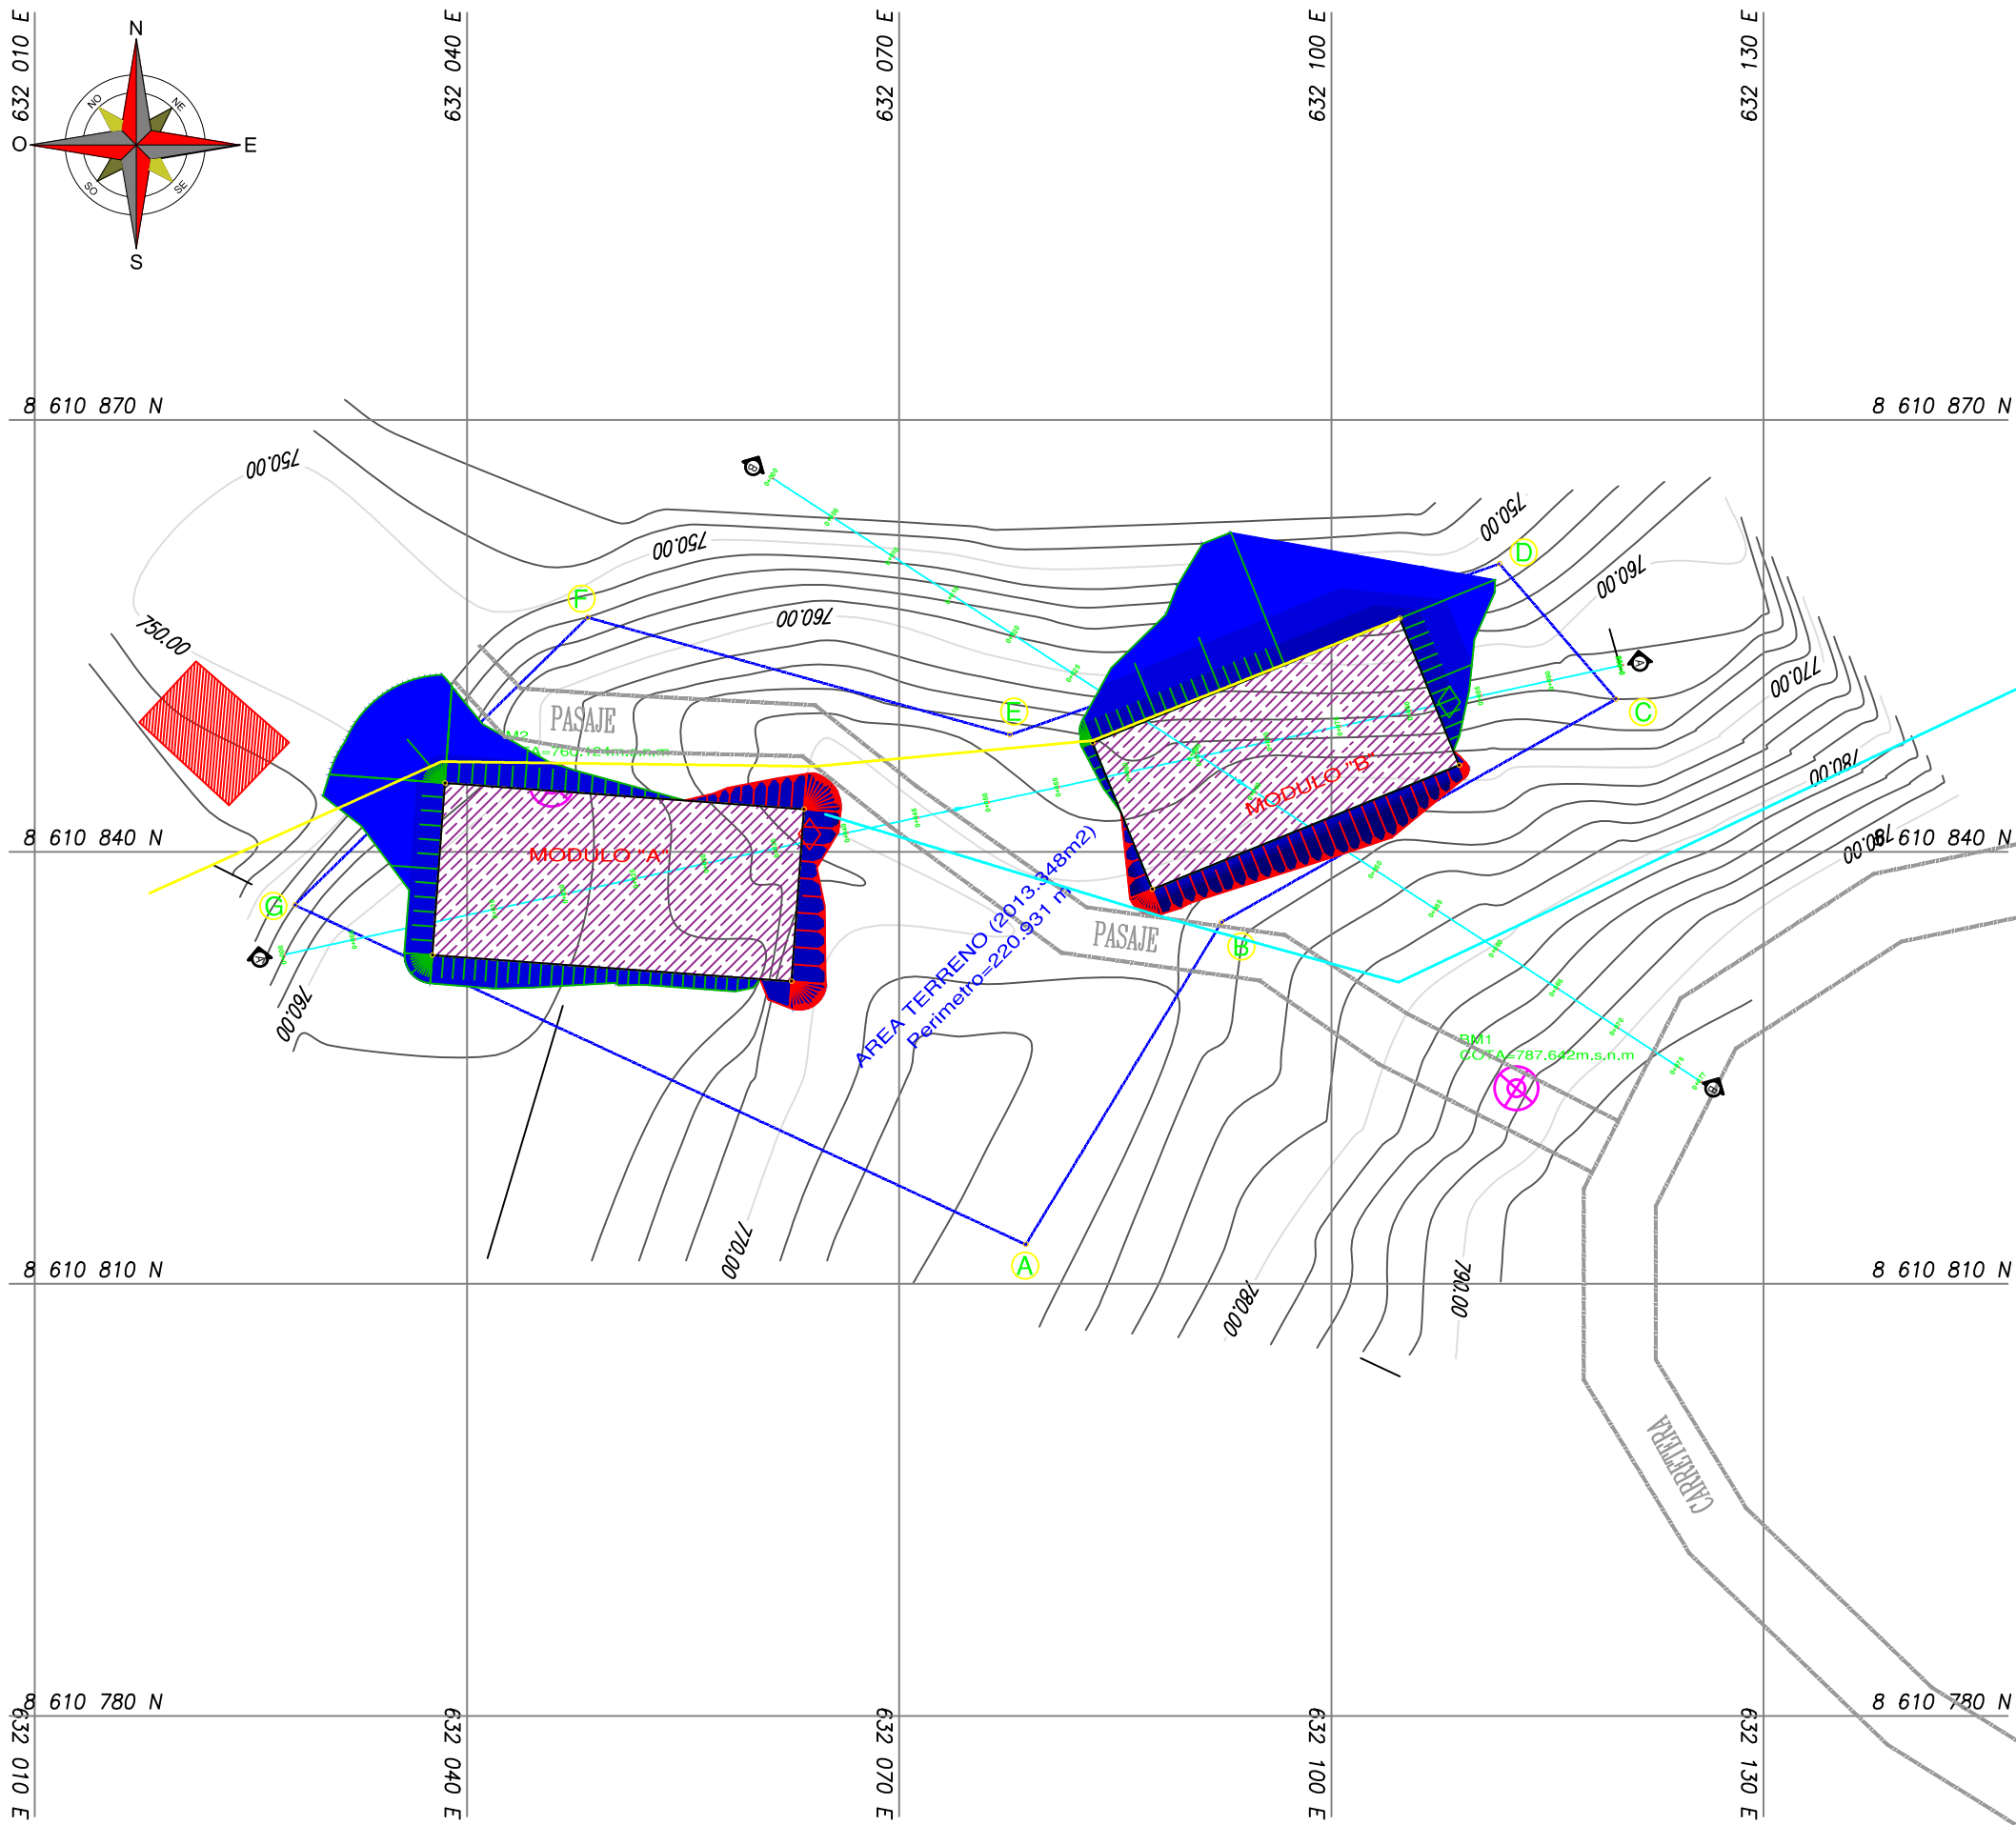 632 010 E
632 040 E
632 070 E
632 100 E
632 130 E
N
NO
NE
O
E
SO
SE
S
8 610 870 N
8 610 870 N
750.00
B
0+000
750.00
750.00
D
F
760.00
760.00
750.00
A
770.00
E
C
PASAJE
780.00
MODULO "B"
8 610 840 N
8 610 840 N
790.00
MODULO "A"
AREA TERRENO (2013.348m2)
Perimetro=220.931 m
G
PASAJE
B
A
760.00
BM1
COTA=787.642m.s.n.m
B
770.00
A
8 610 810 N
8 610 810 N
780.00
790.00
CARRETERA
8 610 780 N
8 610 780 N
632 010 E
632 040 E
632 070 E
632 100 E
632 130 E